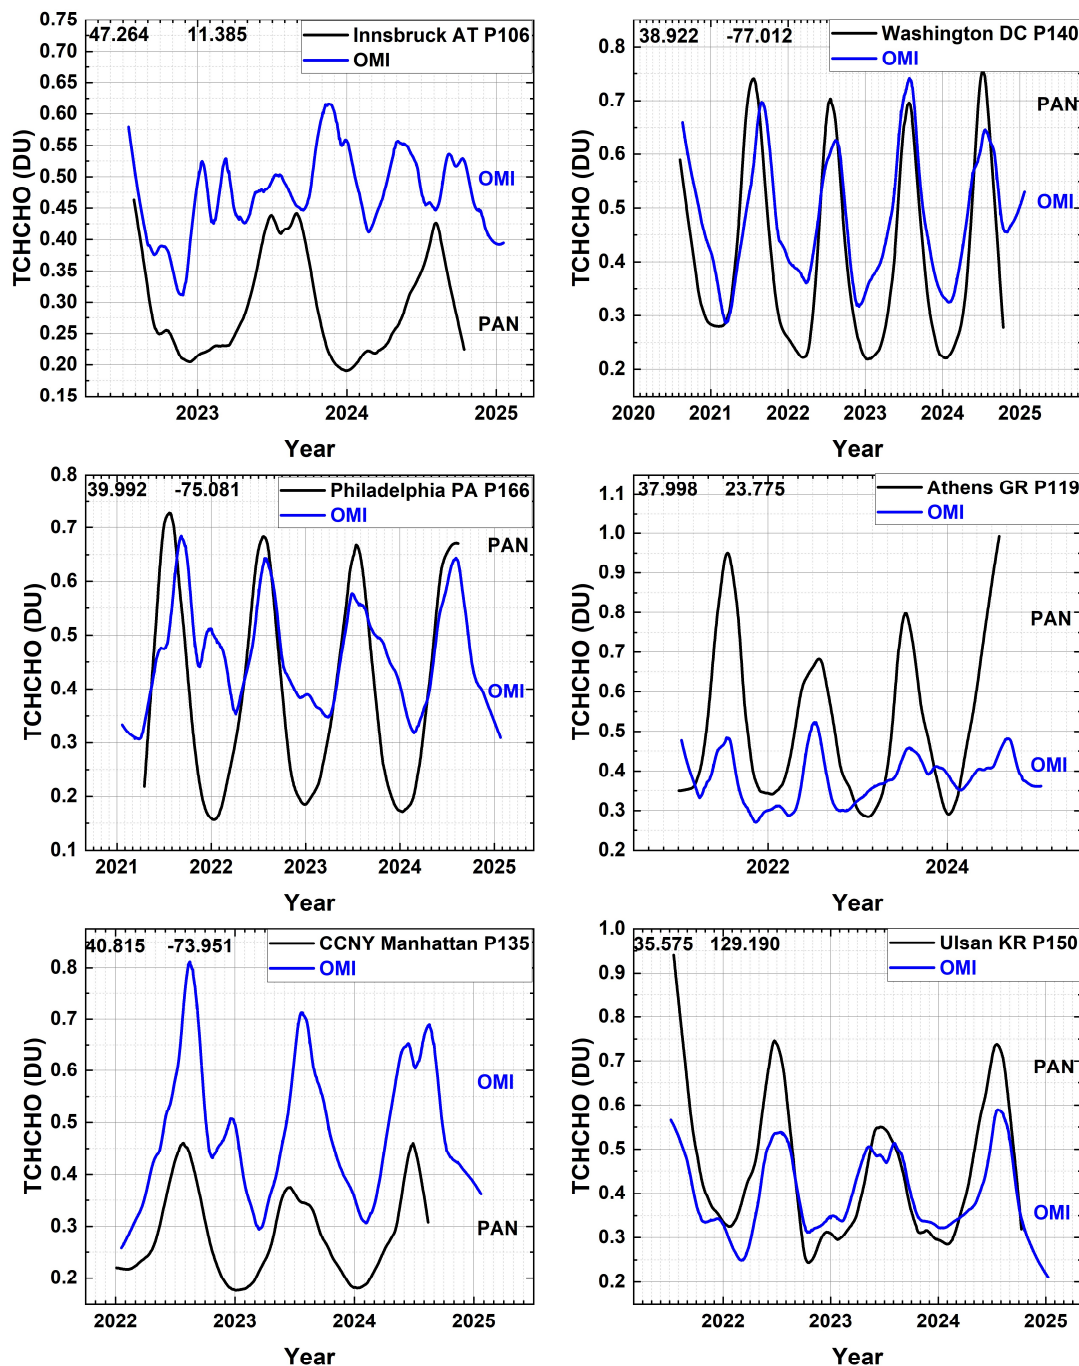 47.264 11.385
Innsbruck AT P106
OMI
TCHCHO (DU)
0.75
0.70
0.65
0.60
0.55
0.50
0.45
0.40
0.35
0.30
0.25
0.20
0.15
OMI
PAN
2023 2024 2025
Year
38.922 -77.012
Washington DC P140
OMI
TCHCHO (DU)
0.8
0.7
0.6
0.5
0.4
0.3
0.2
PAN
OMI
2020 2021 2022 2023 2024 2025
Year
39.992 -75.081
Philadelphia PA P166
OMI
TCHCHO (DU)
0.8
0.7
0.6
0.5
0.4
0.3
0.2
0.1
PAN
OMI
2021 2022 2023 2024 2025
Year
37.998 23.775
Athens GR P119
OMI
TCHCHO (DU)
1.1
1.0
0.9
0.8
0.7
0.6
0.5
0.4
0.3
0.2
PAN
OMI
2022 2024
Year
40.815 -73.951
CCNY Manhattan P135
OMI
TCHCHO (DU)
0.8
0.7
0.6
0.5
0.4
0.3
0.2
OMI
PAN
2022 2023 2024 2025
Year
35.575 129.190
Ulsan KR P150
OMI
TCHCHO (DU)
1.0
0.9
0.8
0.7
0.6
0.5
0.4
0.3
0.2
PAN
OMI
2022 2023 2024 2025
Year